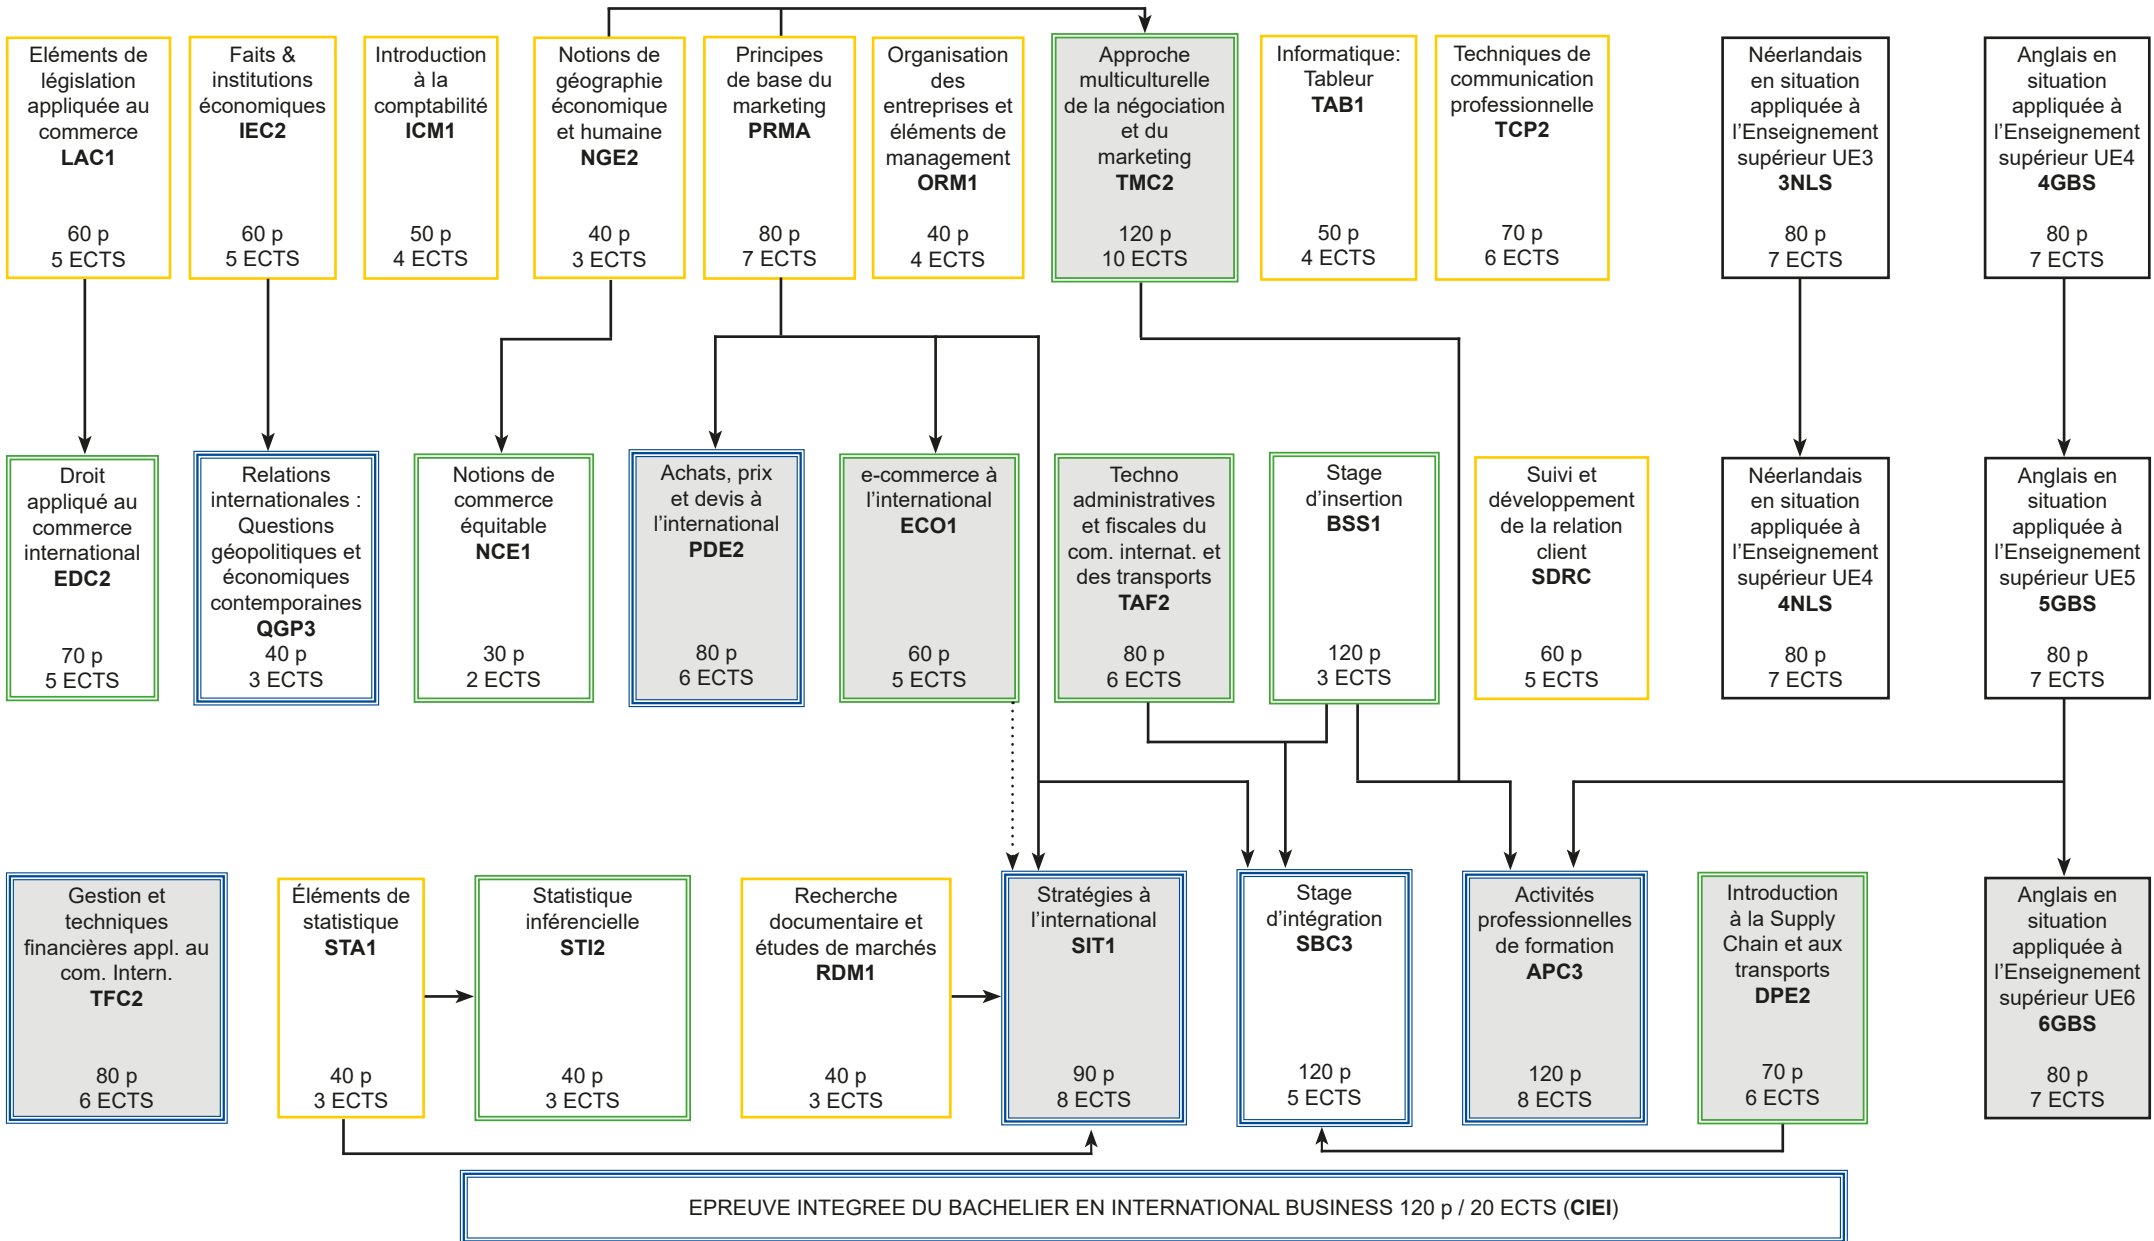 Eléments de
législation
appliquée au
commerce
LAC1
60 p
5 ECTS
Faits &
institutions
économiques
IEC2
60 p
5 ECTS
Introduction
à la
comptabilité
ICM1
50 p
4 ECTS
Notions de
géographie
économique
et humaine
NGE2
40 p
3 ECTS
Principes
de base du
marketing
PRMA
80 p
7 ECTS
Organisation
des
entreprises et
éléments de
management
ORM1
40 p
4 ECTS
Approche
multiculturelle
de la négociation
et du
marketing
TMC2
120 p
10 ECTS
Informatique:
Tableur
TAB1
50 p
4 ECTS
Techniques de
communication
professionnelle
TCP2
70 p
6 ECTS
Néerlandais
en situation
appliquée à
l’Enseignement
supérieur UE3
3NLS
80 p
7 ECTS
Anglais en
situation
appliquée à
l’Enseignement
supérieur UE4
4GBS
80 p
7 ECTS
Droit
appliqué au
commerce
international
EDC2
70 p
5 ECTS
Relations
internationales :
Questions
géopolitiques et
économiques
contemporaines
QGP3
40 p
3 ECTS
Notions de
commerce
équitable
NCE1
30 p
2 ECTS
Achats, prix
et devis à
l’international
PDE2
80 p
6 ECTS
e-commerce à
l’international
ECO1
60 p
5 ECTS
Techno
administratives
et fiscales du
com. internat. et
des transports
TAF2
80 p
6 ECTS
Stage
d’insertion
BSS1
120 p
3 ECTS
Suivi et
développement
de la relation
client
SDRC
60 p
5 ECTS
Néerlandais
en situation
appliquée à
l’Enseignement
supérieur UE4
4NLS
80 p
7 ECTS
Anglais en
situation
appliquée à
l’Enseignement
supérieur UE5
5GBS
80 p
7 ECTS
Gestion et
techniques
financières appl. au
com. Intern.
TFC2
80 p
6 ECTS
Éléments de
statistique
STA1
40 p
3 ECTS
Statistique
inférencielle
STI2
40 p
3 ECTS
Recherche
documentaire et
études de marchés
RDM1
40 p
3 ECTS
Stratégies à
l’international
SIT1
90 p
8 ECTS
Stage
d’intégration
SBC3
120 p
5 ECTS
Activités
professionnelles
de formation
APC3
120 p
8 ECTS
Introduction
à la Supply
Chain et aux
transports
DPE2
70 p
6 ECTS
Anglais en
situation
appliquée à
l’Enseignement
supérieur UE6
6GBS
80 p
7 ECTS
EPREUVE INTEGREE DU BACHELIER EN INTERNATIONAL BUSINESS 120 p / 20 ECTS (CIEI)